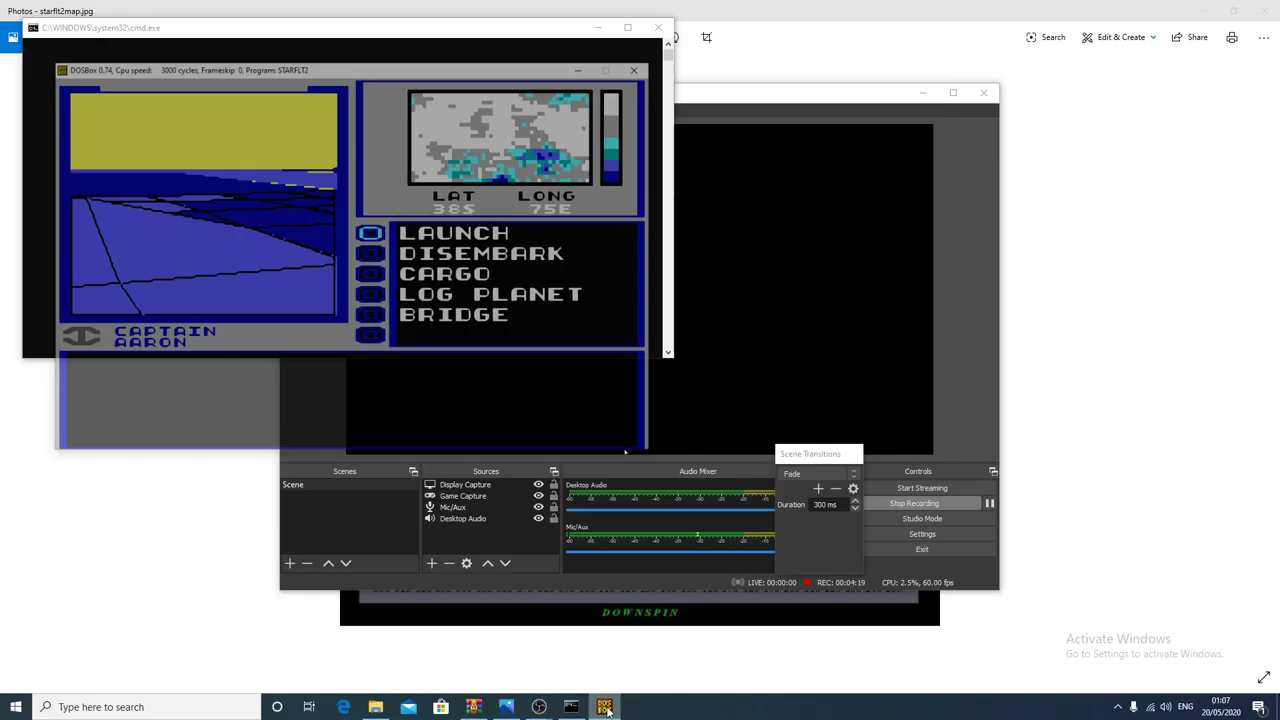 Photos - starflt2map.jpg
C:\WINDOWS\system32\cmd.exe
Search
Edit & Create
Share
DOSBox 0.74, Cpu speed: 3000 cycles, Frameskip 0, Program: STARFLT2
LAT LONG
38S 75E
LAUNCH
DISEMBARK
CARGO
LOG PLANET
BRIDGE
CAPTAIN
AARON
Scene Transitions
Scenes
Sources
Audio Mixer
Fade
Controls
Scene
Display Capture
Game Capture
Mic/Aux
Desktop Audio
Desktop Audio
Mic/Aux
Duration 300 ms
Start Streaming
Stop Recording
Studio Mode
Settings
Exit
LIVE: 00:00:00
REC: 00:04:19
CPU: 2.5%, 60.00 fps
DOWNSPIN
Activate Windows
Go to Settings to activate Windows.
Type here to search
ENG
01:07
20/05/2020